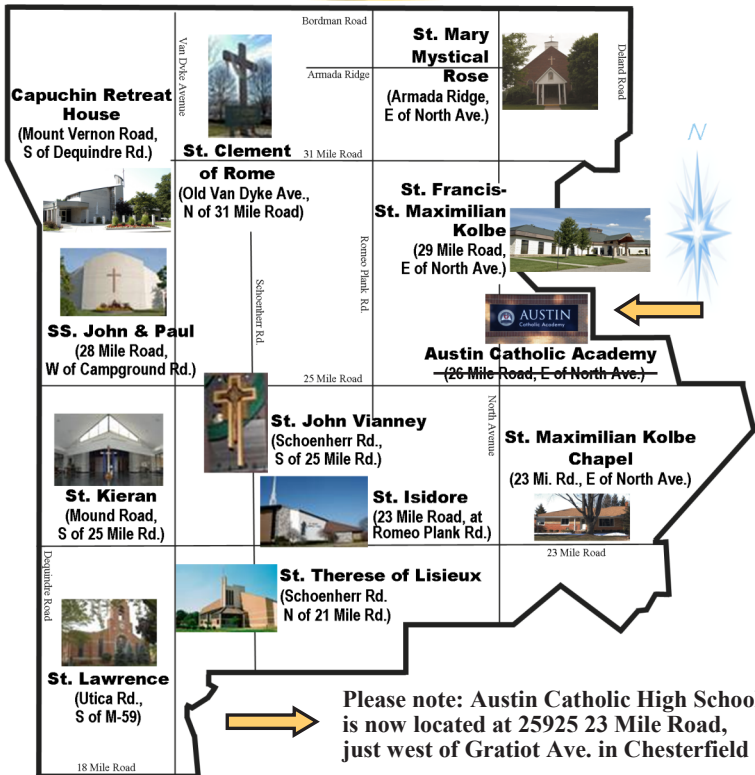 Bordman Road
Van Dyke Avenue
St. Mary
Mystical
Rose
(Armada Ridge,
E of North Ave.)
Deland Road
Armada Ridge
Capuchin Retreat
House
(Mount Vernon Road,
S of Dequindre Rd.)
St. Clement
of Rome
(Old Van Dyke Ave.,
N of 31 Mile Road)
31 Mile Road
N
St. Francis-
St. Maximilian
Kolbe
(29 Mile Road,
E of North Ave.)
Romeo Plank Rd.
Schoenherr Rd.
SS. John & Paul
(28 Mile Road,
W of Campground Rd.)
AUSTIN
Catholic Academy
Austin Catholic Academy
(26 Mile Road, E of North Ave.)
25 Mile Road
North Avenue
St. John Vianney
(Schoenherr Rd.,
S of 25 Mile Rd.)
St. Maximilian Kolbe
Chapel
(23 Mi. Rd., E of North Ave.)
St. Kieran
(Mound Road,
S of 25 Mile Rd.)
St. Isidore
(23 Mile Road, at
Romeo Plank Rd.)
23 Mile Road
Dequindre Road
St. Therese of Lisieux
(Schoenherr Rd.
N of 21 Mile Rd.)
St. Lawrence
(Utica Rd.,
S of M-59)
18 Mile Road
Please note: Austin Catholic High Schoo
is now located at 25925 23 Mile Road,
just west of Gratiot Ave. in Chesterfield